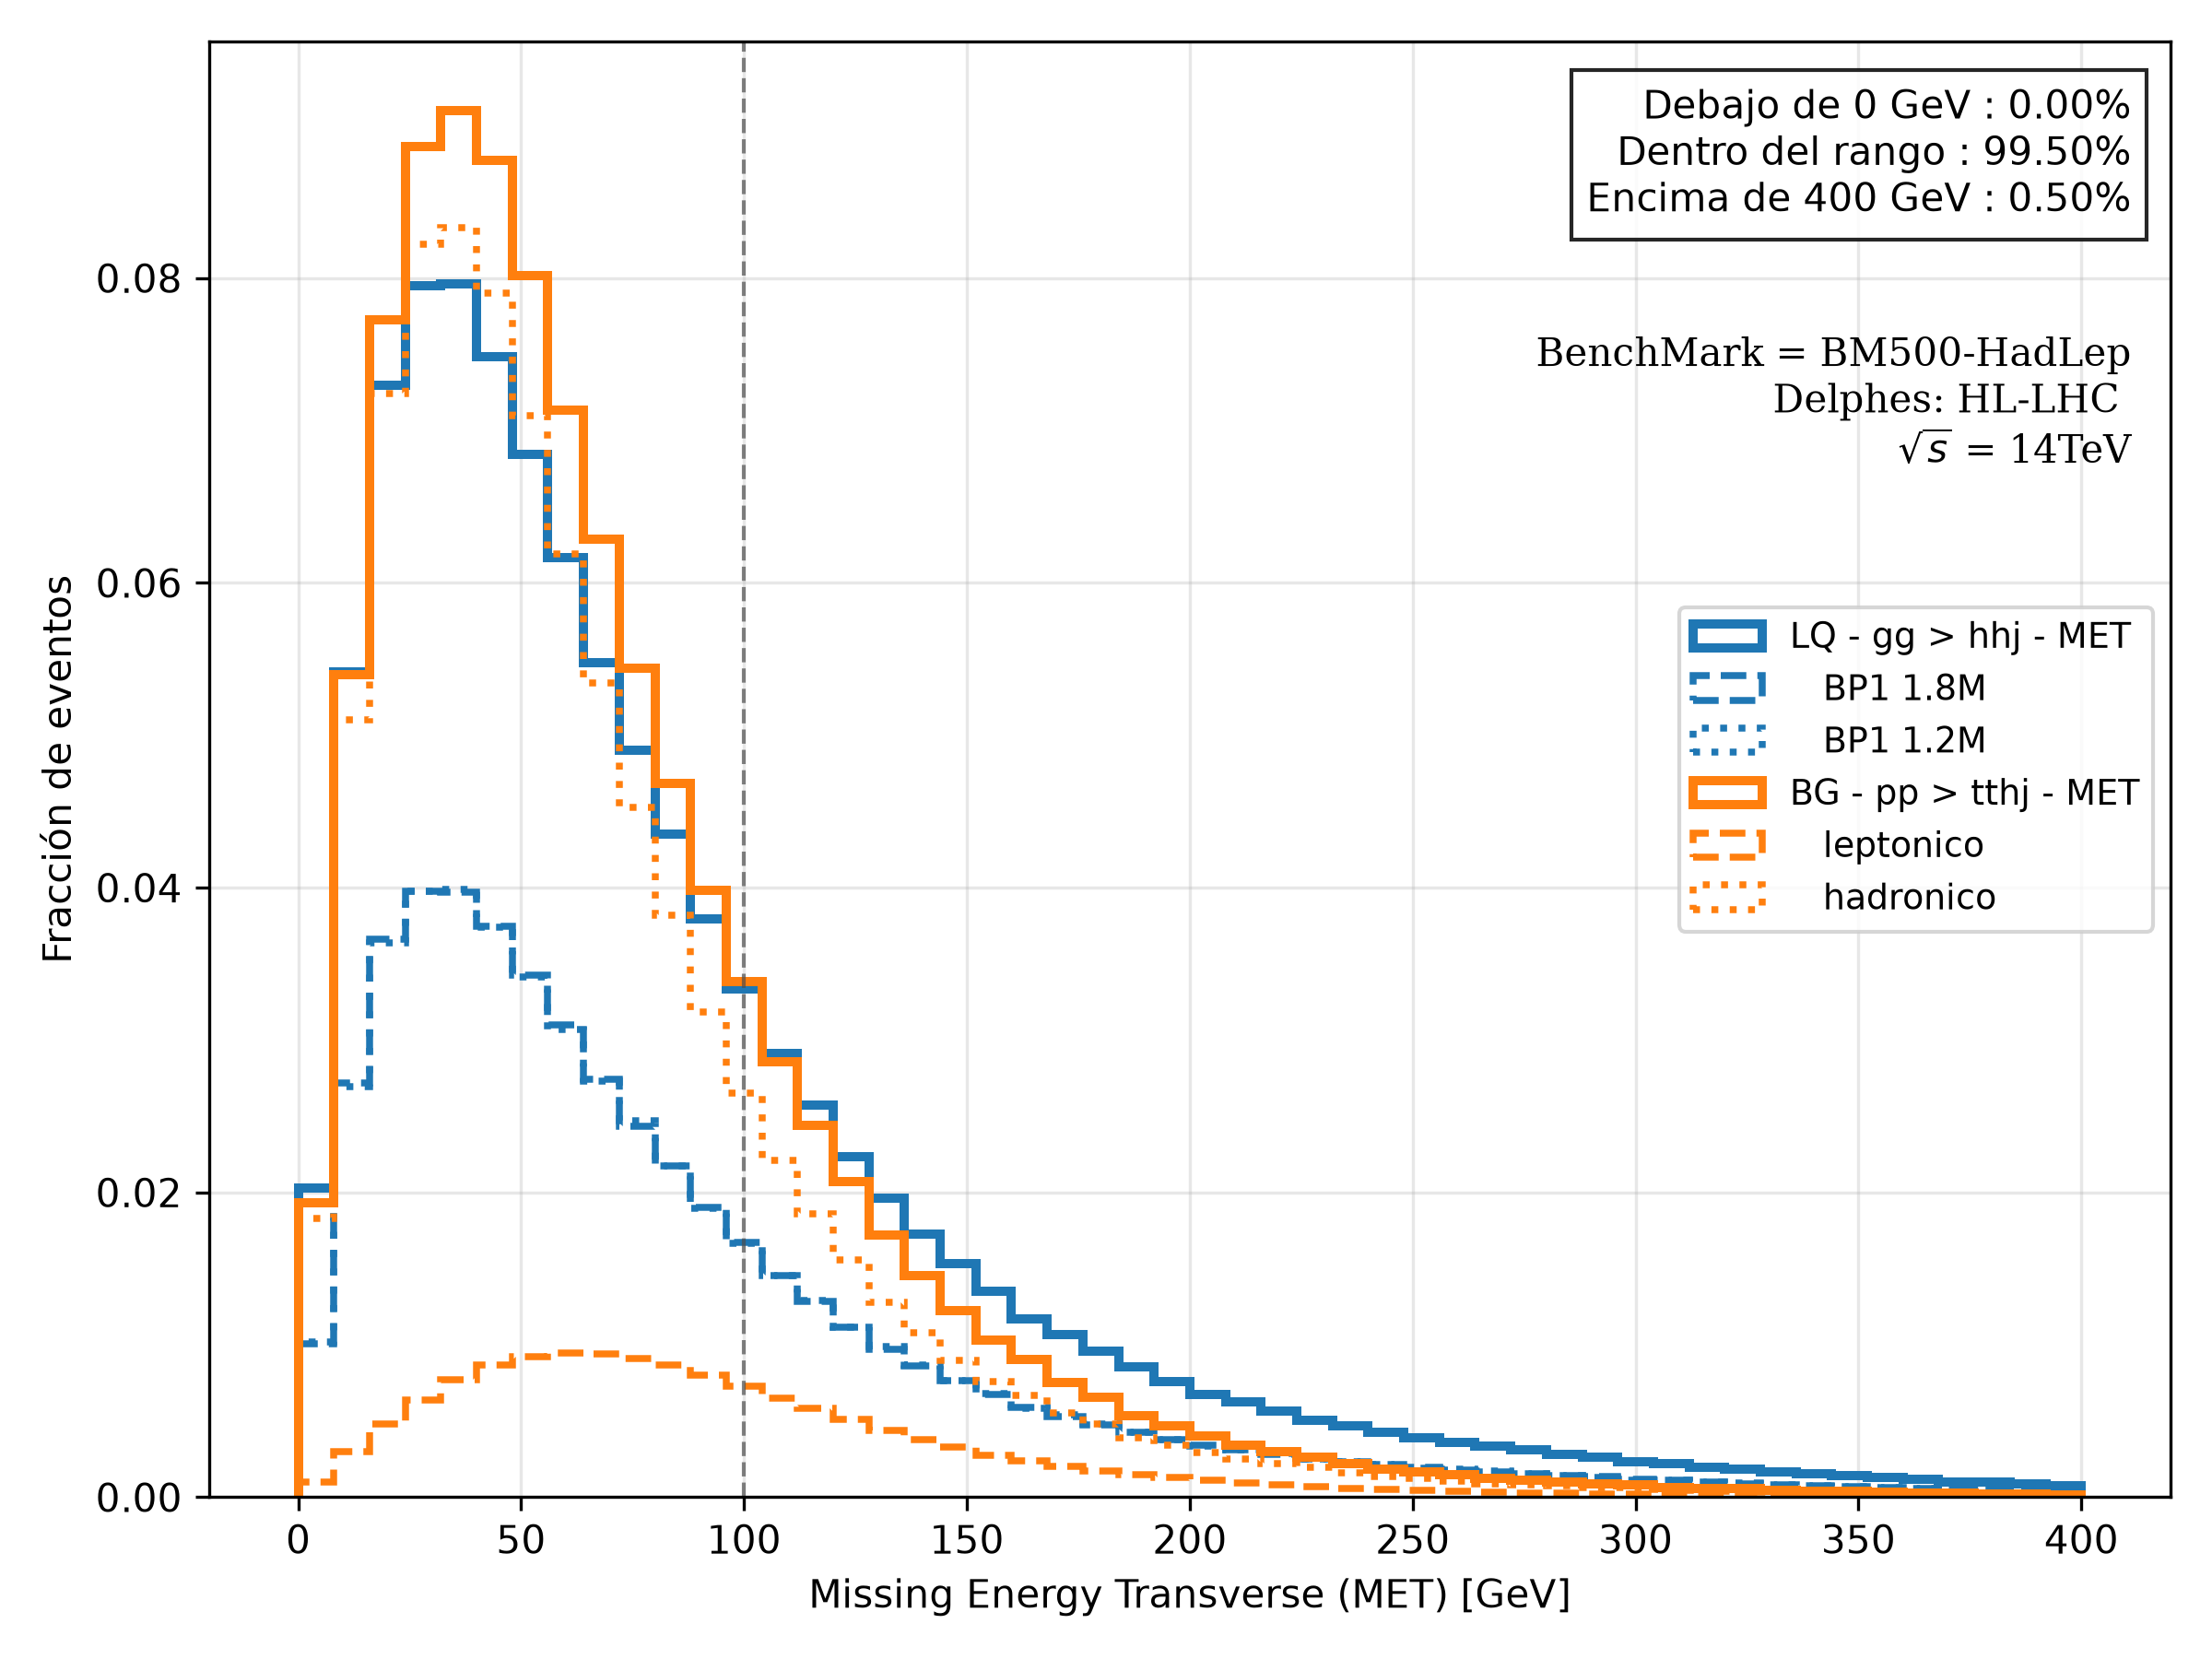 Debajo de 0 GeV : 0.00%
Dentro del rango : 99.50%
Encima de 400 GeV : 0.50%
BenchMark = BM500-HadLep
Delphes: HL-LHC
√s = 14TeV
LQ - gg > hhj - MET
BP1 1.8M
BP1 1.2M
BG - pp > tthj - MET
leptonico
hadronico
Fracción de eventos
0.08
0.06
0.04
0.02
0.00
0 50 100 150 200 250 300 350 400
Missing Energy Transverse (MET) [GeV]